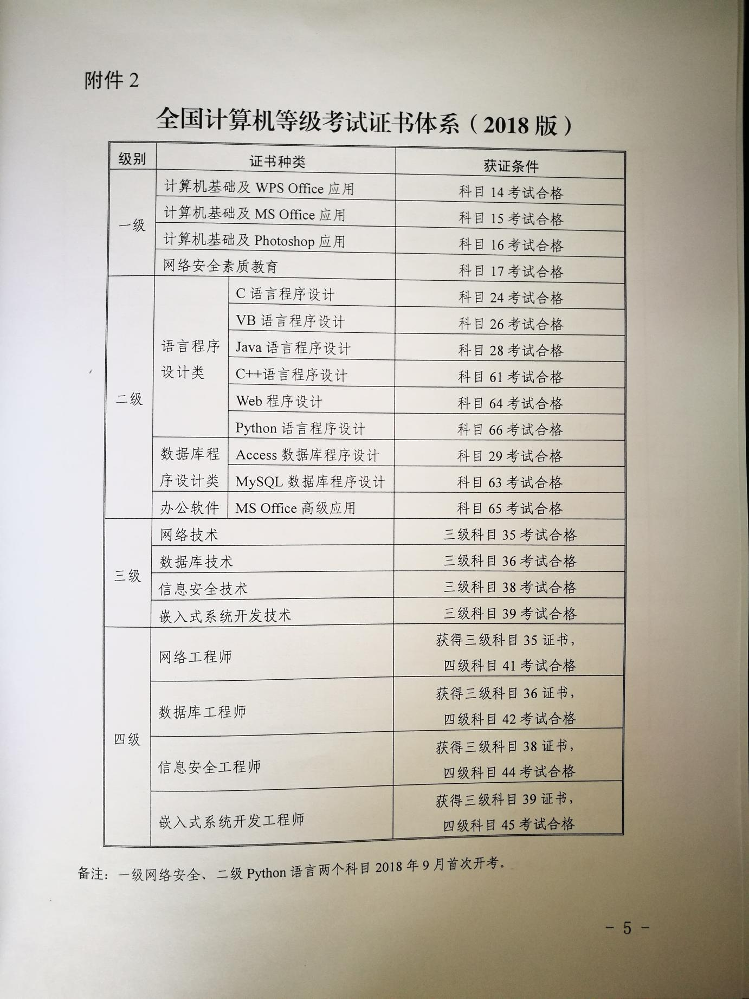 附件 2
全国计算机等级考试证书体系（2018 版）
级别 证书种类 获证条件
一级
计算机基础及 WPS Office 应用 科目 14 考试合格
计算机基础及 MS Office 应用 科目 15 考试合格
计算机基础及 Photoshop 应用 科目 16 考试合格
网络安全素质教育 科目 17 考试合格
二级
语言程序
设计类
C 语言程序设计 科目 24 考试合格
VB 语言程序设计 科目 26 考试合格
Java 语言程序设计 科目 28 考试合格
C++语言程序设计 科目 61 考试合格
Web 程序设计 科目 64 考试合格
Python 语言程序设计 科目 66 考试合格
数据库程
序设计类
Access 数据库程序设计 科目 29 考试合格
MySQL 数据库程序设计 科目 63 考试合格
办公软件 MS Office 高级应用 科目 65 考试合格
三级
网络技术 三级科目 35 考试合格
数据库技术 三级科目 36 考试合格
信息安全技术 三级科目 38 考试合格
嵌入式系统开发技术 三级科目 39 考试合格
四级
网络工程师
获得三级科目 35 证书，
四级科目 41 考试合格
数据库工程师
获得三级科目 36 证书，
四级科目 42 考试合格
信息安全工程师
获得三级科目 38 证书，
四级科目 44 考试合格
嵌入式系统开发工程师
获得三级科目 39 证书，
四级科目 45 考试合格
备注：一级网络安全、二级 Python 语言两个科目 2018 年 9 月首次开考。
- 5 -